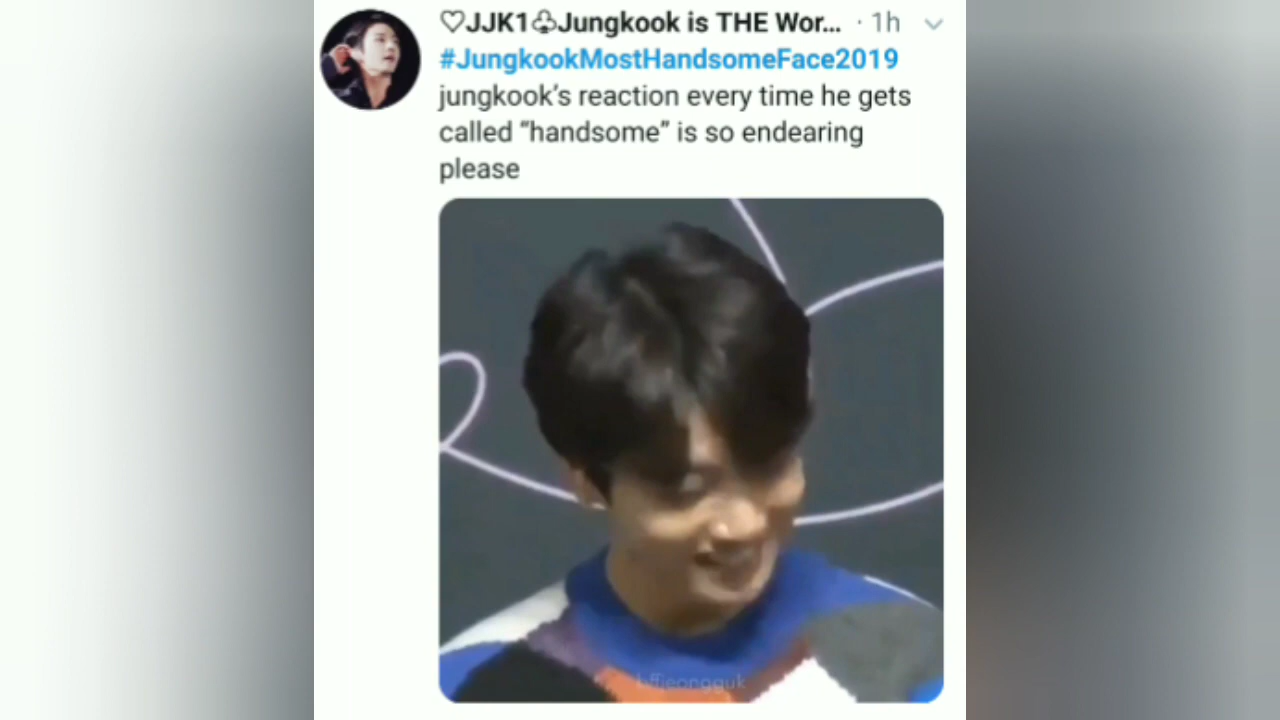 ♡JJK1♧Jungkook is THE Wor... · 1h
#JungkookMostHandsomeFace2019
jungkook’s reaction every time he gets
called “handsome” is so endearing
please
bffjeongguk